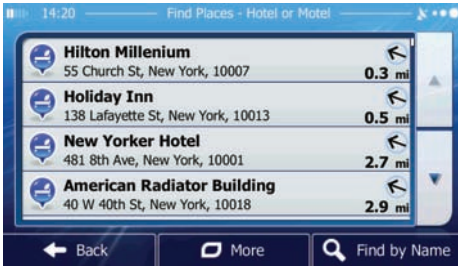 14:20 Find Places - Hotel or Motel
Hilton Millenium
55 Church St, New York, 10007
0.3 mi
Holiday Inn
138 Lafayette St, New York, 10013
0.5 mi
New Yorker Hotel
481 8th Ave, New York, 10001
2.7 mi
American Radiator Building
40 W 40th St, New York, 10018
2.9 mi
Back More Find by Name